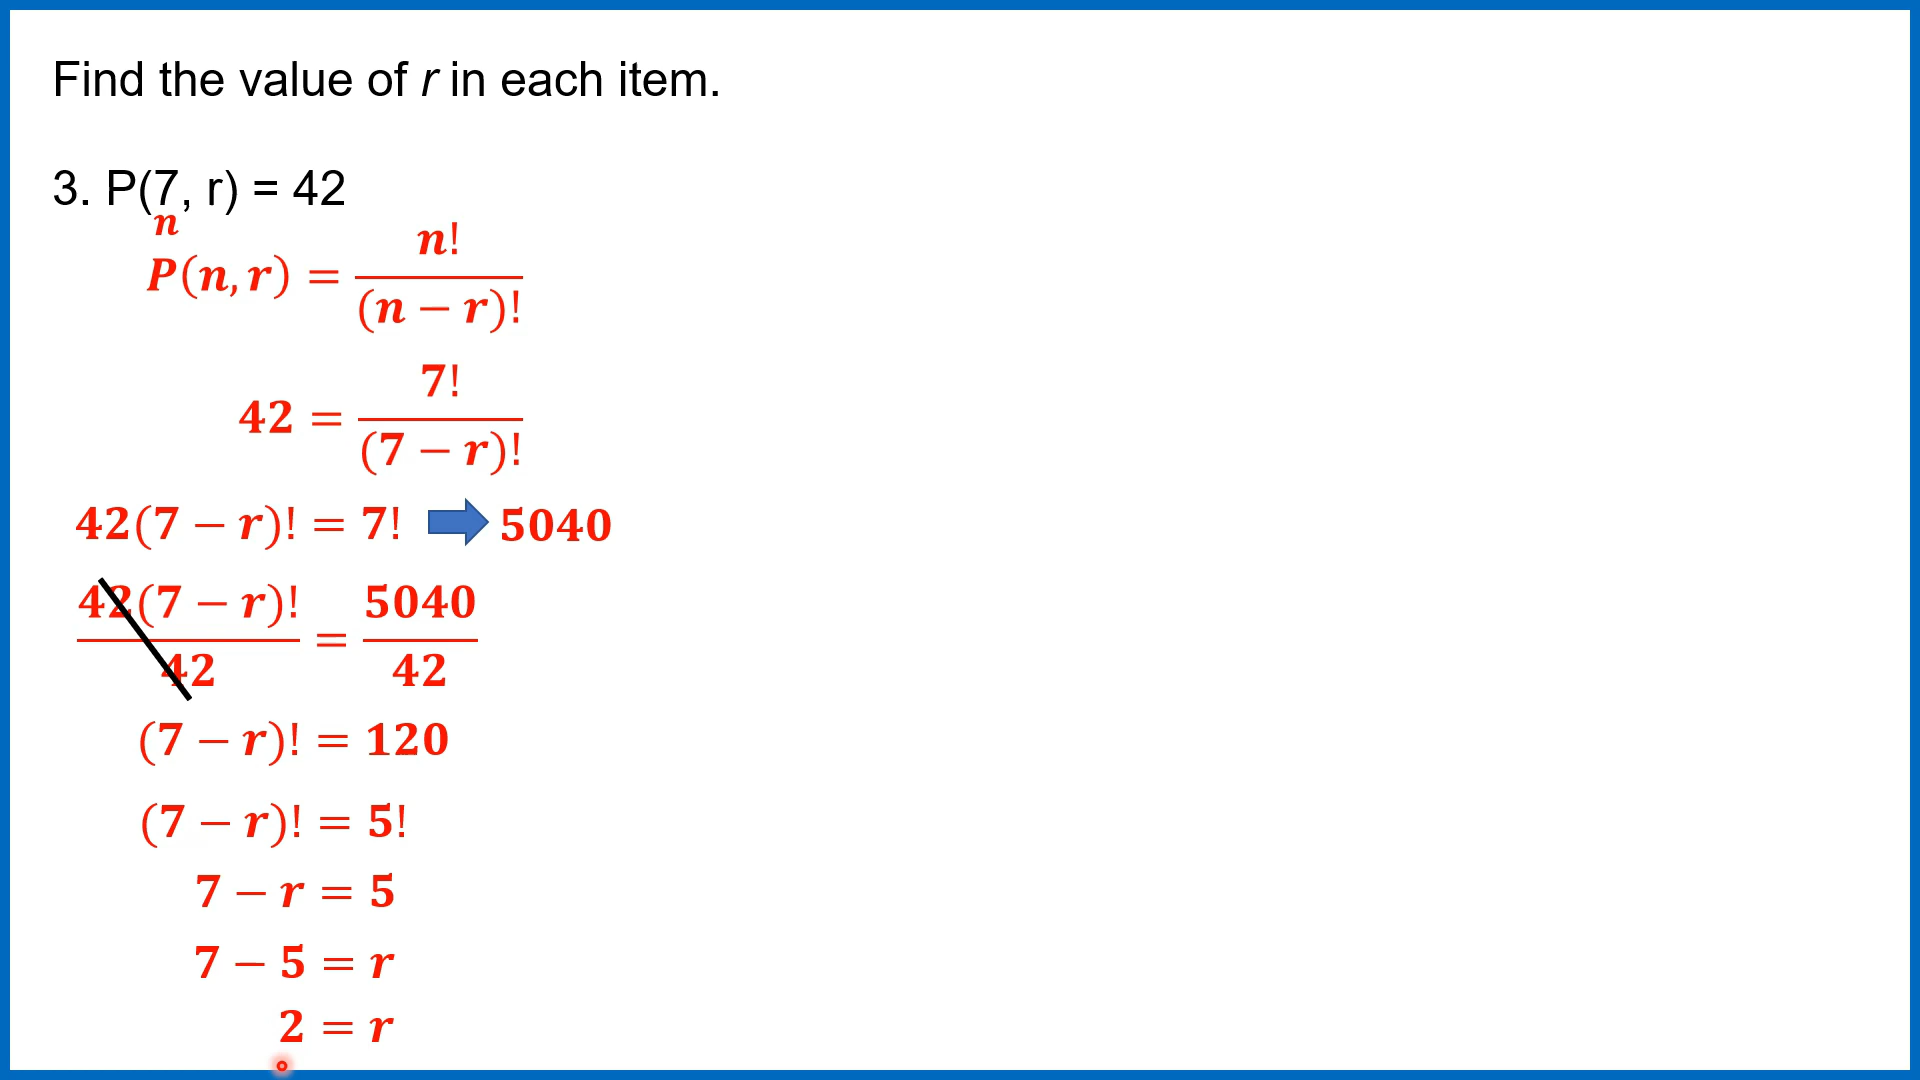 Find the value of r in each item.
3. P(7, r) = 42
n
P(n, r) = n! / (n − r)!
42 = 7! / (7 − r)!
42(7 − r)! = 7! 5040
42(7 − r)! / 42 = 5040 / 42
(7 − r)! = 120
(7 − r)! = 5!
7 − r = 5
7 − 5 = r
2 = r